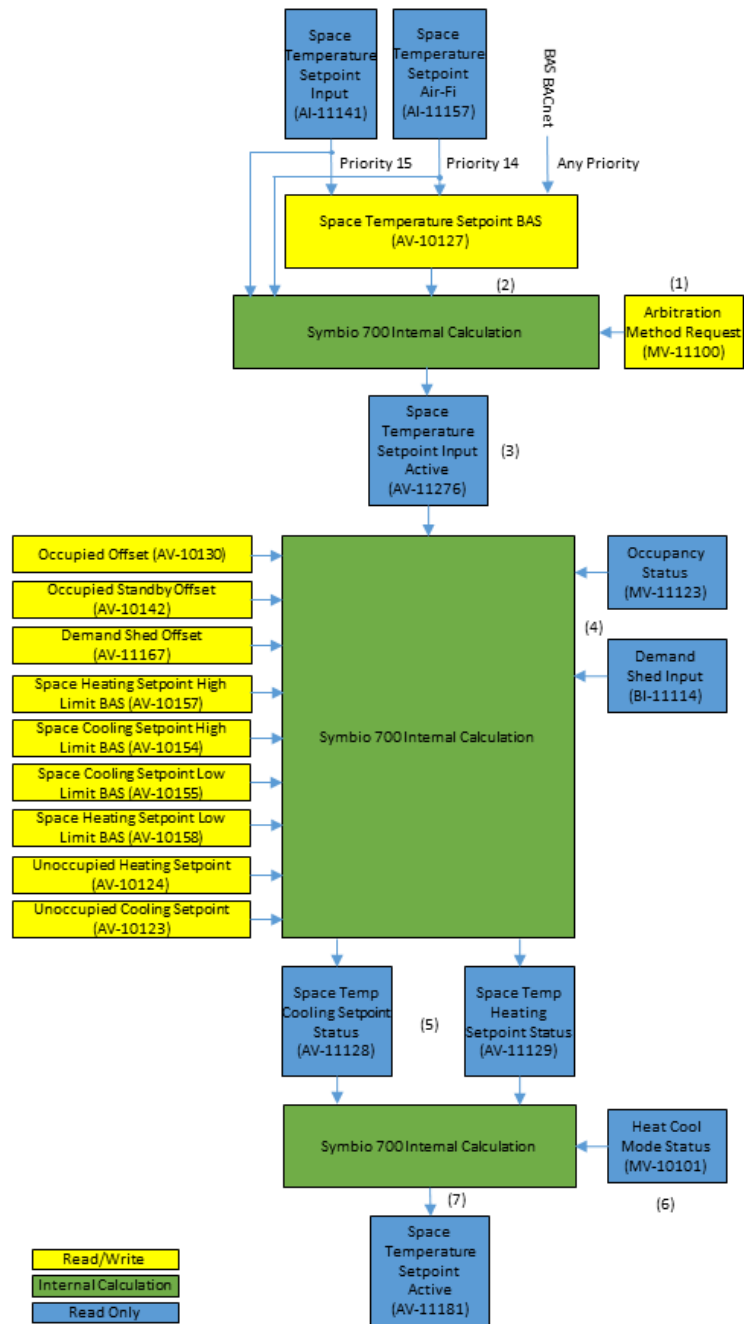 Space
Temperature
Setpoint
Input
(AI-11141)
Space
Temperature
Setpoint
Air-Fi
(AI-11157)
BAS BACnet
Priority 15
Priority 14
Any Priority
Space Temperature Setpoint BAS
(AV-10127)
(2)
(1)
Symbio 700 Internal Calculation
Arbitration
Method Request
(MV-11100)
Space
Temperature
Setpoint Input
Active
(AV-11276)
(3)
Occupied Offset (AV-10130)
Occupied Standby Offset
(AV-10142)
Demand Shed Offset
(AV-11167)
Space Heating Setpoint High
Limit BAS (AV-10157)
Space Cooling Setpoint High
Limit BAS (AV-10154)
Space Cooling Setpoint Low
Limit BAS (AV-10155)
Space Heating Setpoint Low
Limit BAS (AV-10158)
Unoccupied Heating Setpoint
(AV-10124)
Unoccupied Cooling Setpoint
(AV-10123)
Symbio 700 Internal Calculation
Occupancy
Status
(MV-11123)
(4)
Demand
Shed Input
(BI-11114)
Space Temp
Cooling Setpoint
Status
(AV-11128)
(5)
Space Temp
Heating
Setpoint Status
(AV-11129)
Symbio 700 Internal Calculation
Heat Cool
Mode Status
(MV-10101)
(6)
(7)
Space
Temperature
Setpoint
Active
(AV-11181)
Read/Write
Internal Calculation
Read Only